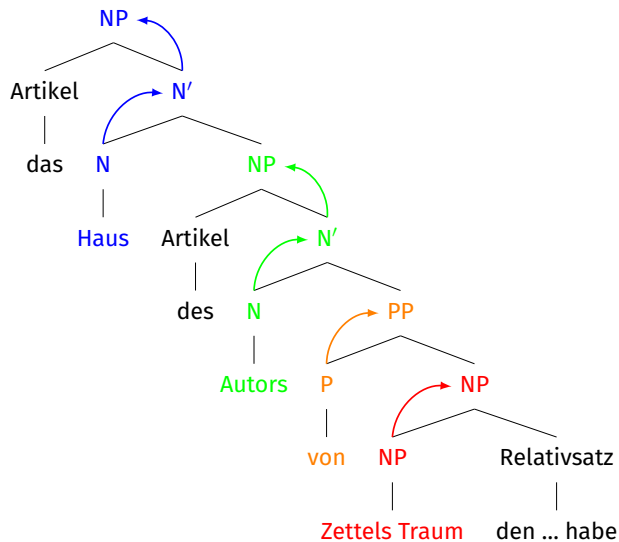 NP
Artikel N′
das N NP
Haus Artikel N′
des N PP
Autors P NP
von NP Relativsatz
Zettels Traum den ... habe